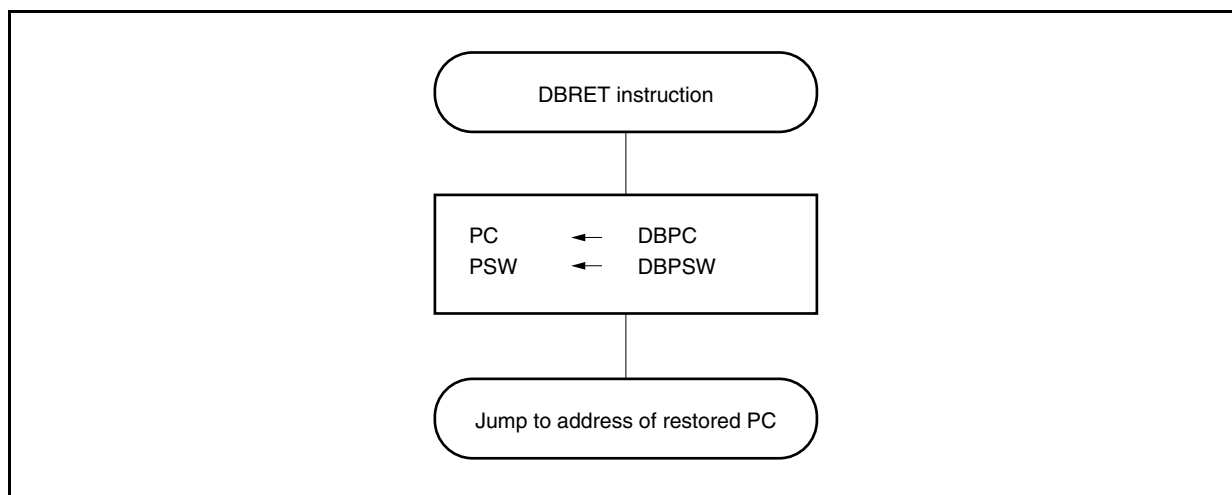 DBRET instruction
PC ← DBPC
PSW ← DBPSW
Jump to address of restored PC